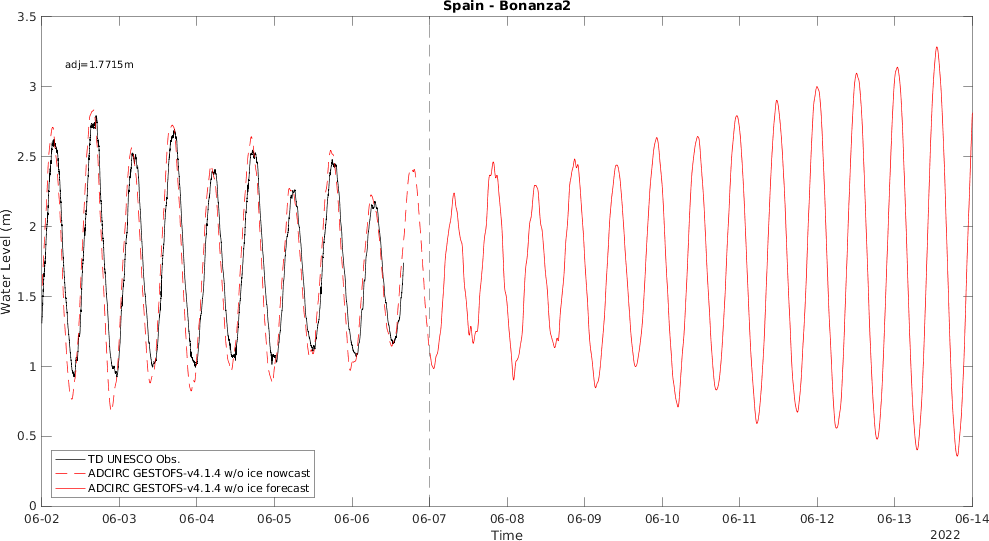 Spain - Bonanza2
adj=1.7715m
Water Level (m)
3.5
3
2.5
2
1.5
1
0.5
0
TD UNESCO Obs.
ADCIRC GESTOFS-v4.1.4 w/o ice nowcast
ADCIRC GESTOFS-v4.1.4 w/o ice forecast
06-02 06-03 06-04 06-05 06-06 06-07 06-08 06-09 06-10 06-11 06-12 06-13 06-14
Time
2022